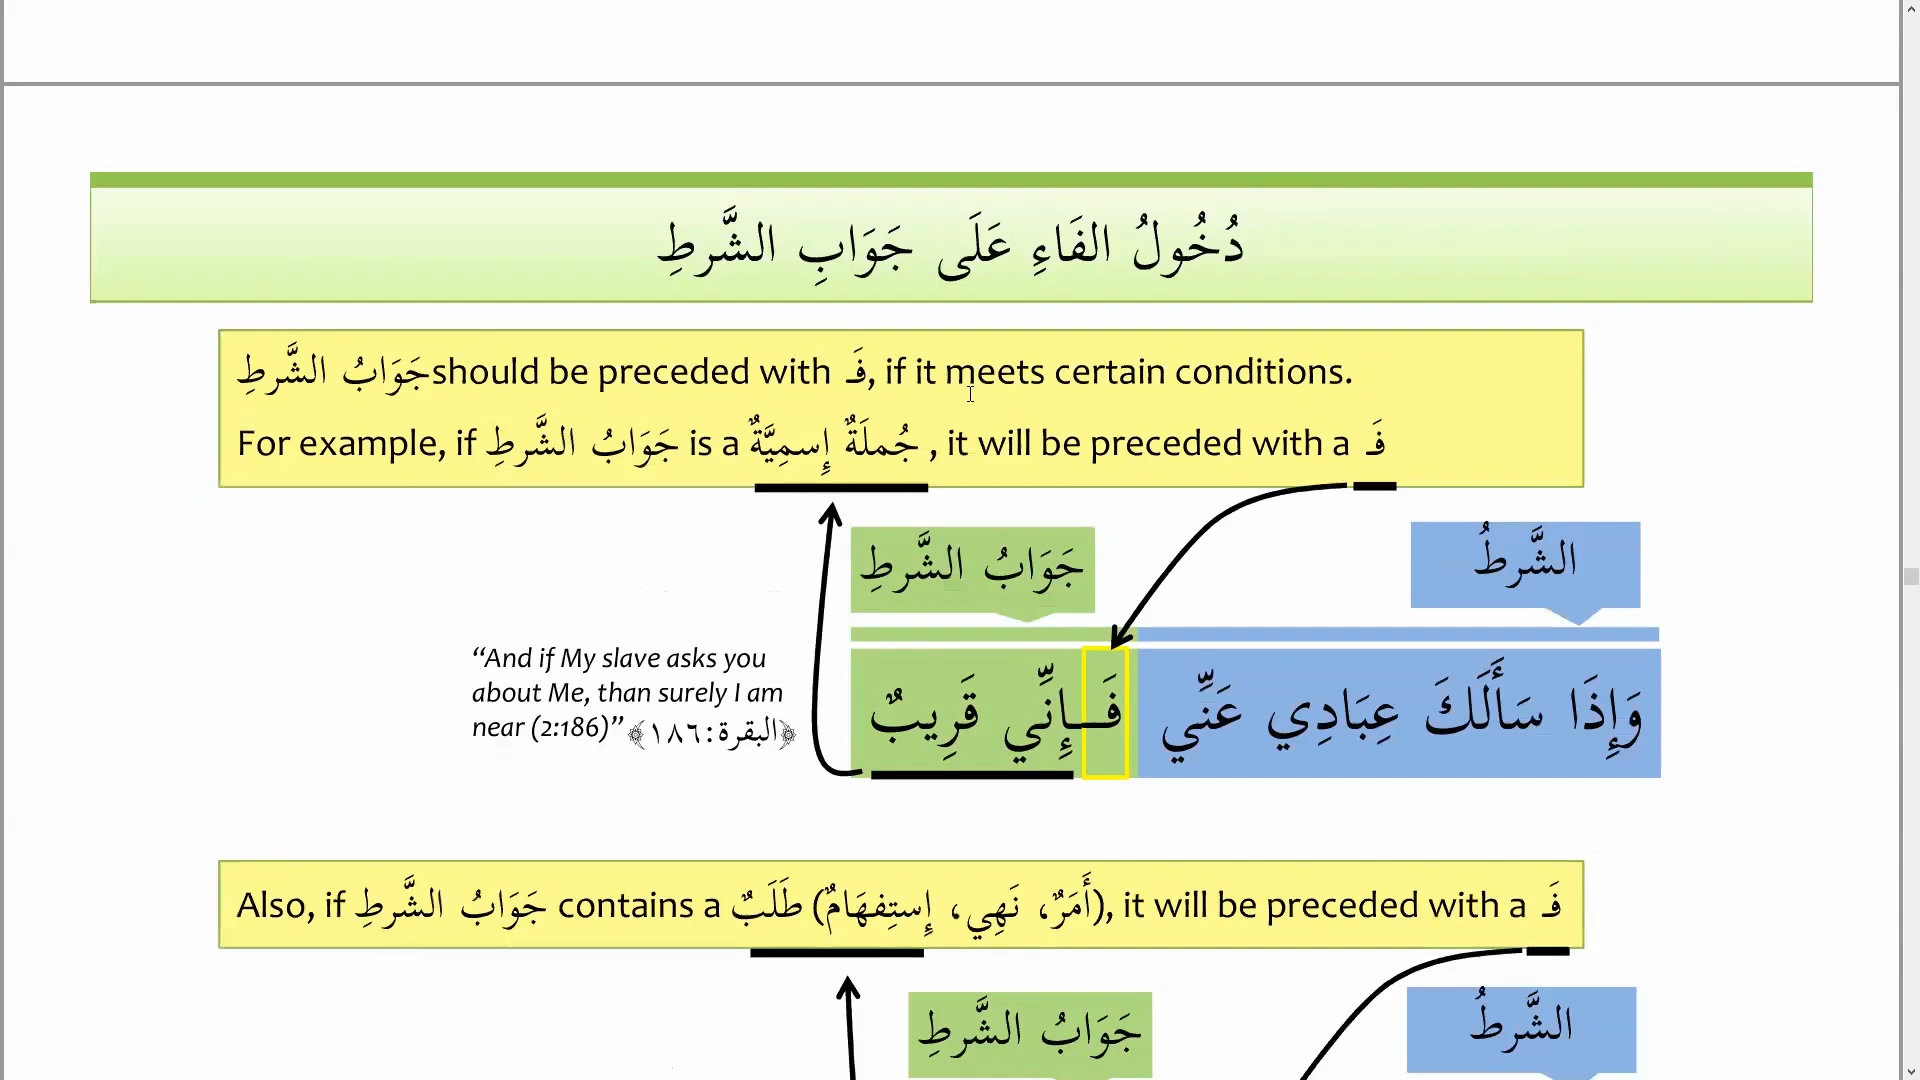 دُخُولُ الفَاءِ عَلَى جَوَابِ الشَّرطِ
جَوَابُ الشَّرطِ should be preceded with فَـ, if it meets certain conditions.
For example, if جَوَابُ الشَّرطِ is a جُملَةٌ إِسمِيَّةٌ , it will be preceded with a فَـ
الشَّرطُ
جَوَابُ الشَّرطِ
وَإِذَا سَأَلَكَ عِبَادِي عَنِّي فَــإِنِّي قَرِيبٌ
“And if My slave asks you
about Me, than surely I am
near (2:186)” ﴿البقرة: ١٨٦﴾
Also, if جَوَابُ الشَّرطِ contains a طَلَبٌ (أَمَرٌ، نَهِي، إِستِفهَامٌ), it will be preceded with a فَـ
الشَّرطُ
جَوَابُ الشَّرطِ